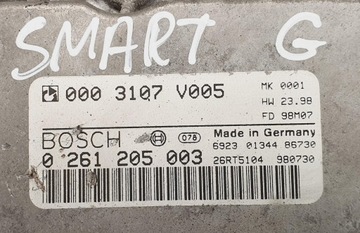 SMART G
000 3107 V005 MK 0001
HW 23.98
FD 98M07
BOSCH 078 Made in Germany
6923 01344 86730
0 261 205 003 26RT5104 980730